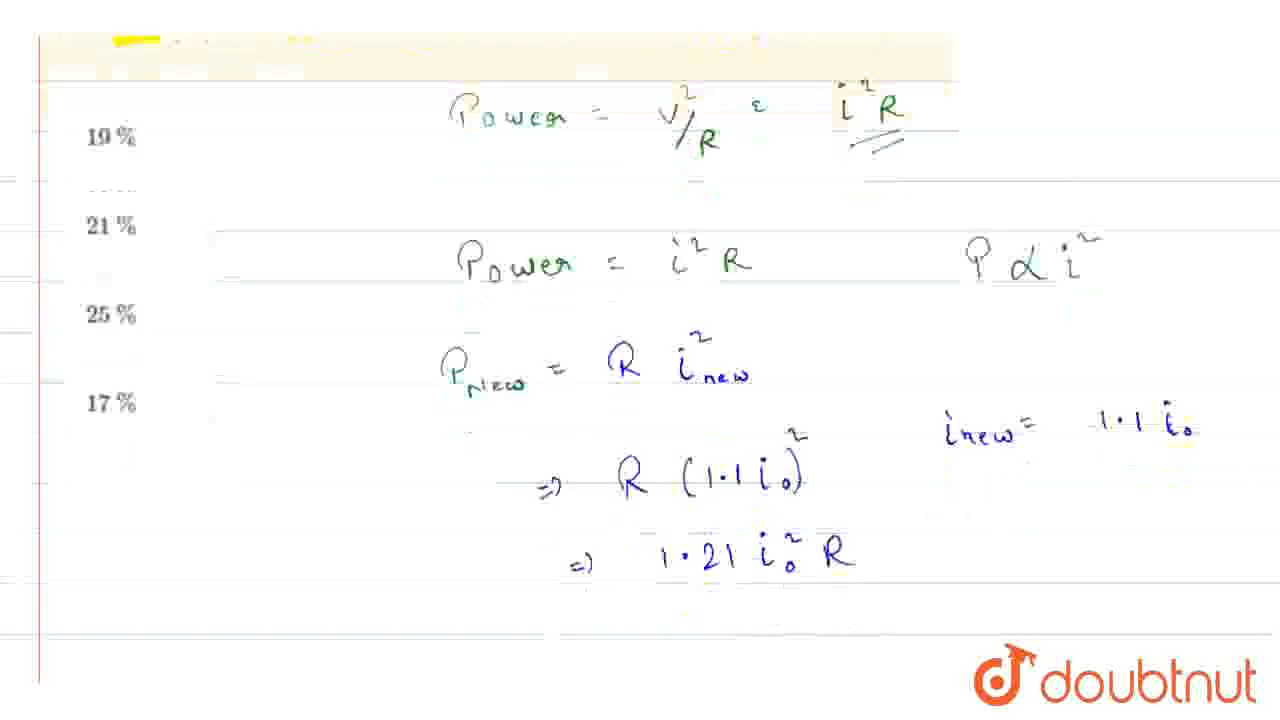 Power = V²/R = i²R
19 %
21 %
Power = i²R P ∝ i²
25 %
P_New = R i²_new
17 %
i_new = 1.1 i₀
⇒ R (1.1 i₀)²
⇒ 1.21 i₀² R
doubtnut